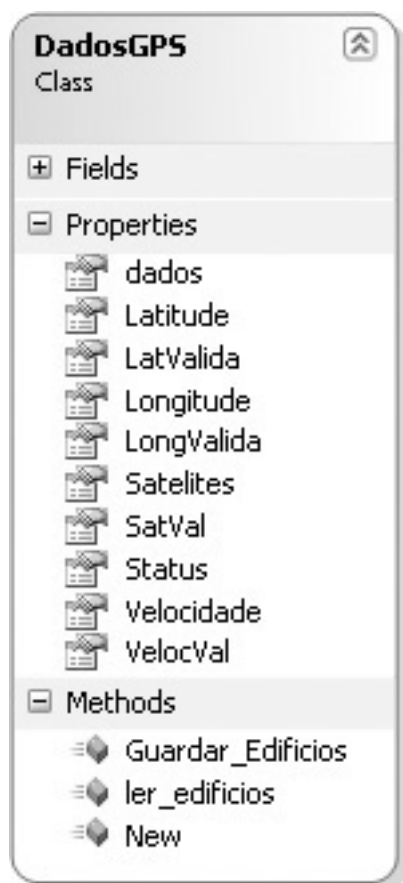 DadosGPS
Class
Fields
Properties
dados
Latitude
LatValida
Longitude
LongValida
Satelites
SatVal
Status
Velocidade
VelocVal
Methods
Guardar_Edificios
ler_edificios
New